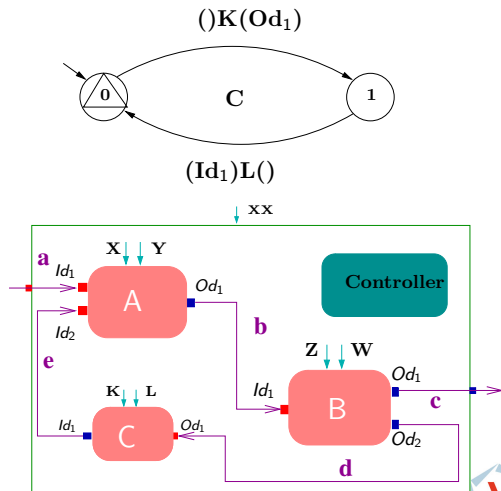 ()K(Od₁)
0
C
1
(Id₁)L()
XX
a
X Y
Id₁
Od₁
A
Controller
Id₂
b
Z W
e
Od₁
K L
Id₁
c
Id₁
Od₁
B
C
Od₂
d